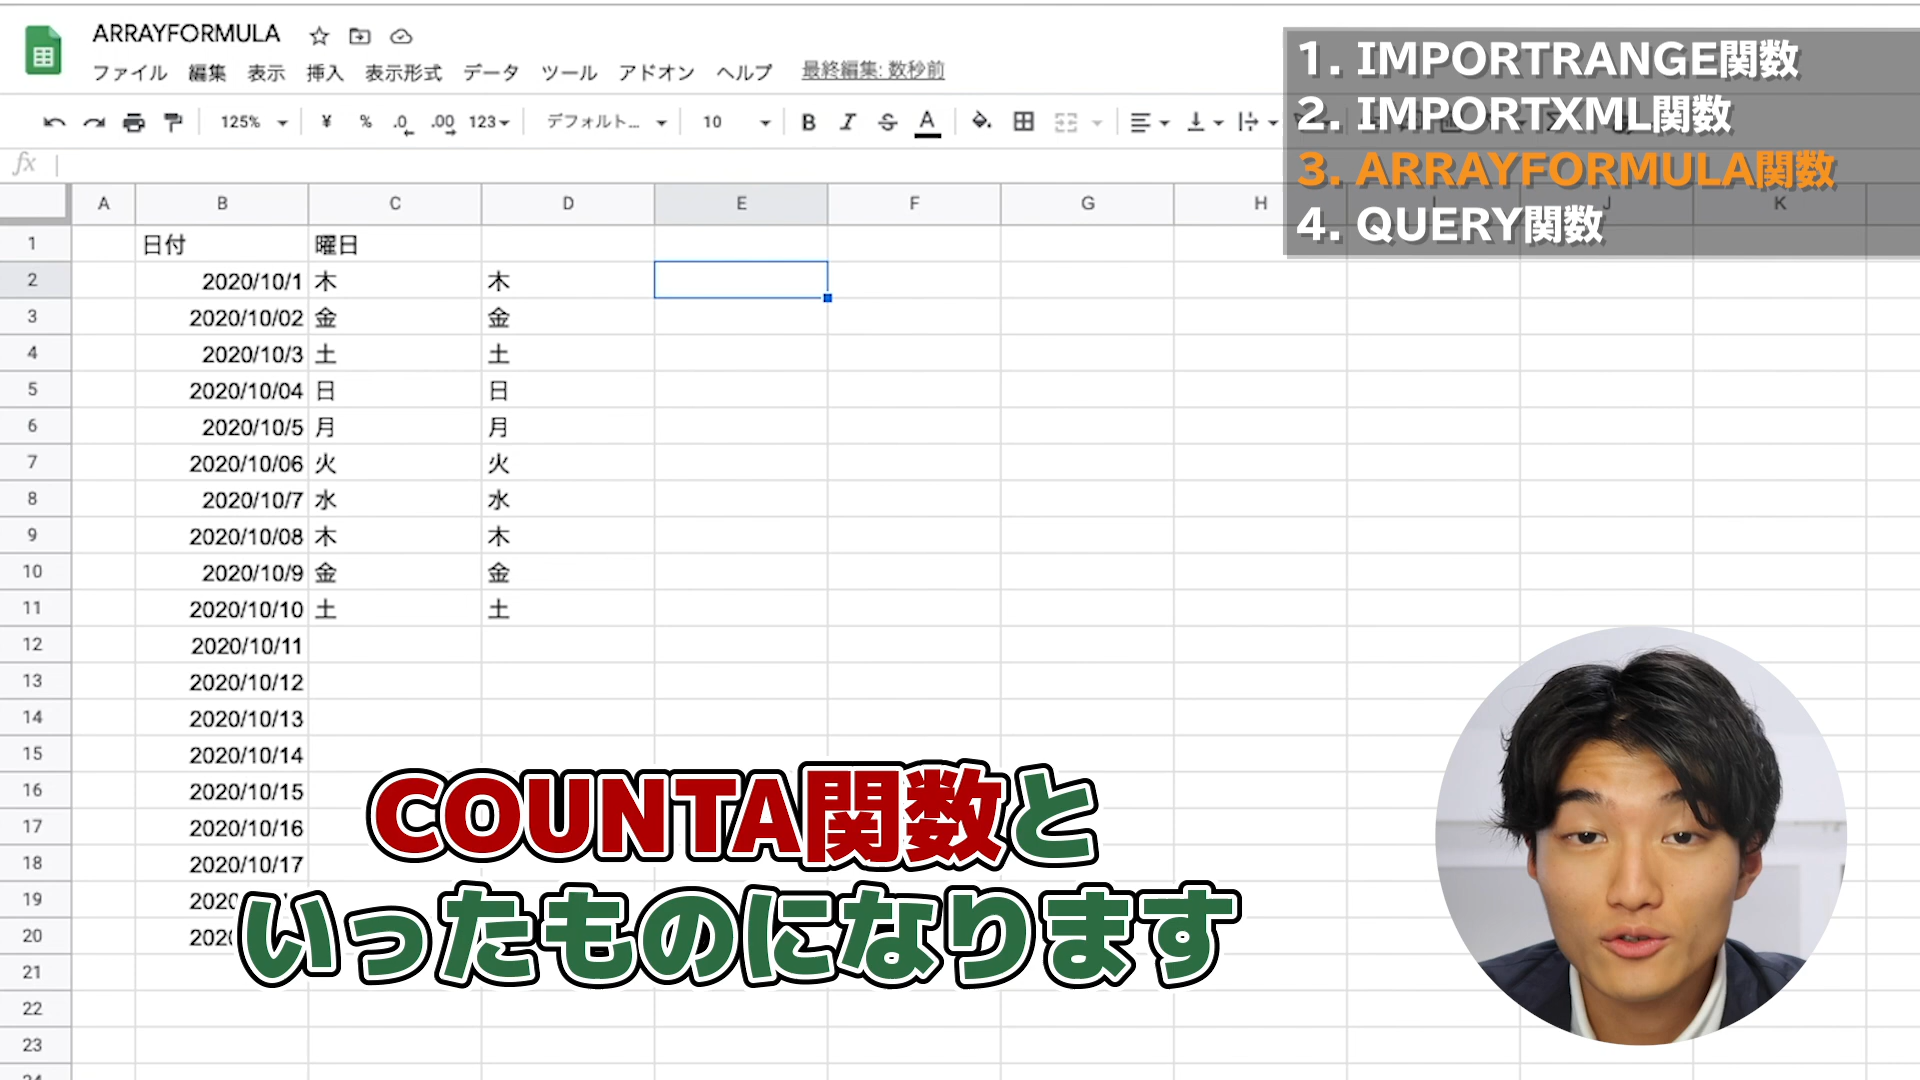 ARRAYFORMULA
ファイル 編集 表示 挿入 表示形式 データ ツール アドオン ヘルプ 最終編集: 数秒前
125% ¥ % .0 .00 123 デフォルト... 10 B I S A
fx
1. IMPORTRANGE関数
2. IMPORTXML関数
3. ARRAYFORMULA関数
4. QUERY関数
A B C D E F G H I J K
1 日付 曜日
2 2020/10/1 木 木
3 2020/10/02 金 金
4 2020/10/3 土 土
5 2020/10/04 日 日
6 2020/10/5 月 月
7 2020/10/06 火 火
8 2020/10/7 水 水
9 2020/10/08 木 木
10 2020/10/9 金 金
11 2020/10/10 土 土
12 2020/10/11
13 2020/10/12
14 2020/10/13
15 2020/10/14
16 2020/10/15
17 2020/10/16
18 2020/10/17
19 2020
20 202
21
22
23
COUNTA関数と
いったものになります